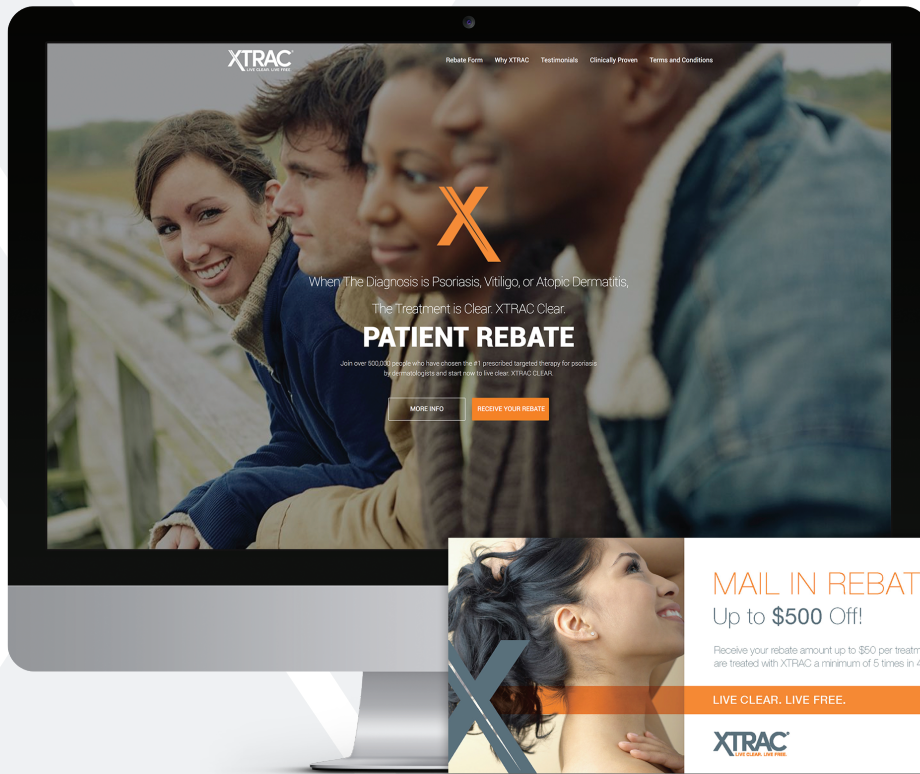 XTRAC
LIVE CLEAR. LIVE FREE.
Rebate Form Why XTRAC Testimonials Clinically Proven Terms and Conditions
X
When The Diagnosis is Psoriasis, Vitiligo, or Atopic Dermatitis,
The Treatment is Clear. XTRAC Clear.
PATIENT REBATE
Join over 500,000 people who have chosen the #1 prescribed targeted therapy for psoriasis
by dermatologists and start now to live clear. XTRAC CLEAR.
MORE INFO RECEIVE YOUR REBATE
MAIL IN REBAT
Up to $500 Off!
Receive your rebate amount up to $50 per treatm
are treated with XTRAC a minimum of 5 times in 4
LIVE CLEAR. LIVE FREE.
XTRAC
LIVE CLEAR. LIVE FREE.